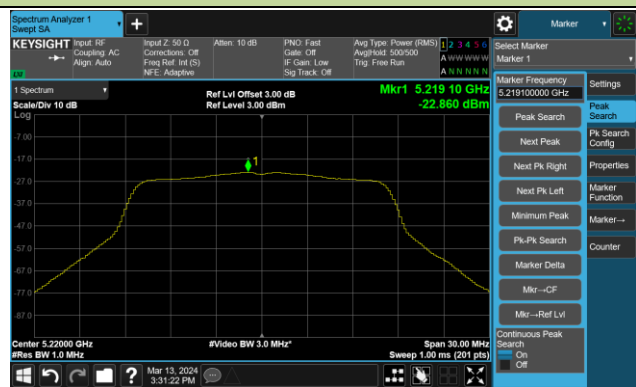 Spectrum Analyzer 1
Swept SA
Marker
KEYSIGHT
Input: RF
Coupling: AC
Align: Auto
Input Z: 50 Ω
Corrections: Off
Freq Ref: Int (S)
NFE: Adaptive
Atten: 10 dB
PNO: Fast
Gate: Off
IF Gain: Low
Sig Track: Off
Avg Type: Power (RMS)
Avg|Hold: 500/500
Trig: Free Run
1 2 3 4 5 6
A W W W W W
A N N N N N
Select Marker
Marker 1
1 Spectrum
Scale/Div 10 dB
Log
Ref Lvl Offset 3.00 dB
Ref Level 3.00 dBm
Mkr1 5.219 10 GHz
-22.860 dBm
-7.00
-17.0
-27.0
-37.0
-47.0
-57.0
-67.0
-77.0
-87.0
1
Center 5.22000 GHz
#Res BW 1.0 MHz
#Video BW 3.0 MHz*
Span 30.00 MHz
Sweep 1.00 ms (201 pts)
Marker Frequency
5.219100000 GHz
Peak Search
Next Peak
Next Pk Right
Next Pk Left
Minimum Peak
Pk-Pk Search
Marker Delta
Mkr→CF
Mkr→Ref Lvl
Continuous Peak
Search
On
Off
Settings
Peak
Search
Pk Search
Config
Properties
Marker
Function
Marker→
Counter
Mar 13, 2024
3:31:22 PM